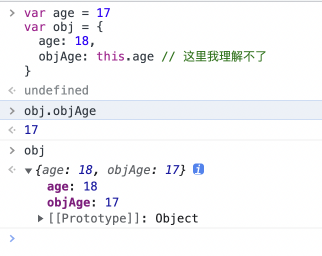 > var age = 17
var obj = {
age: 18,
objAge: this.age // 这里我理解不了
}
undefined
> obj.objAge
17
> obj
{age: 18, objAge: 17} i
age: 18
objAge: 17
[[Prototype]]: Object
>